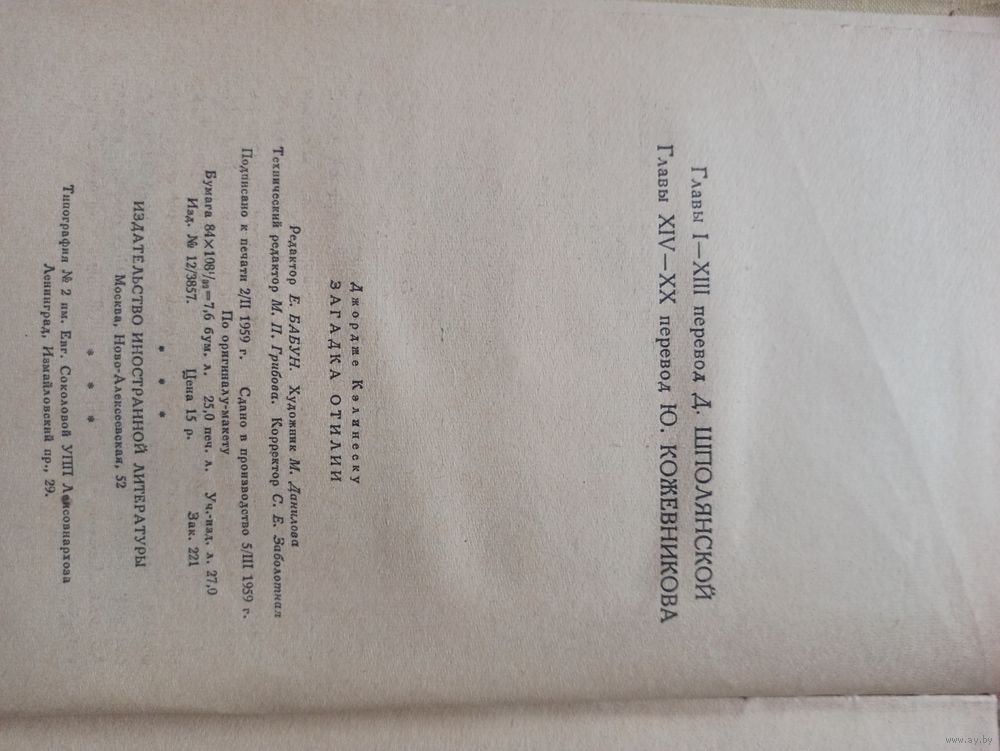 Главы I—XIII перевод Д. ШПОЛЯНСКОЙ
Главы XIV—XX перевод Ю. КОЖЕВНИКОВА
Джордже Кэлинеску
ЗАГАДКА ОТИЛИИ
Редактор Е. БАБУН. Художник М. Данилова
Технический редактор М. П. Грибова. Корректор С. Е. Заболотная
Подписано к печати 2/II 1959 г. Сдано в производство 5/III 1959 г.
По оригиналу-макету
Бумага 84×108¹/₃₂=7,6 бум. л. 25,0 печ. л. Уч.-изд. л. 27,0
Изд. № 12/3857. Цена 15 р. Зак. 221
* * *
ИЗДАТЕЛЬСТВО ИНОСТРАННОЙ ЛИТЕРАТУРЫ
Москва, Ново-Алексеевская, 52
* * *
Типография № 2 им. Евг. Соколовой УПП Ленсовнархоза
Ленинград, Измайловский пр., 29.
www.ay.by